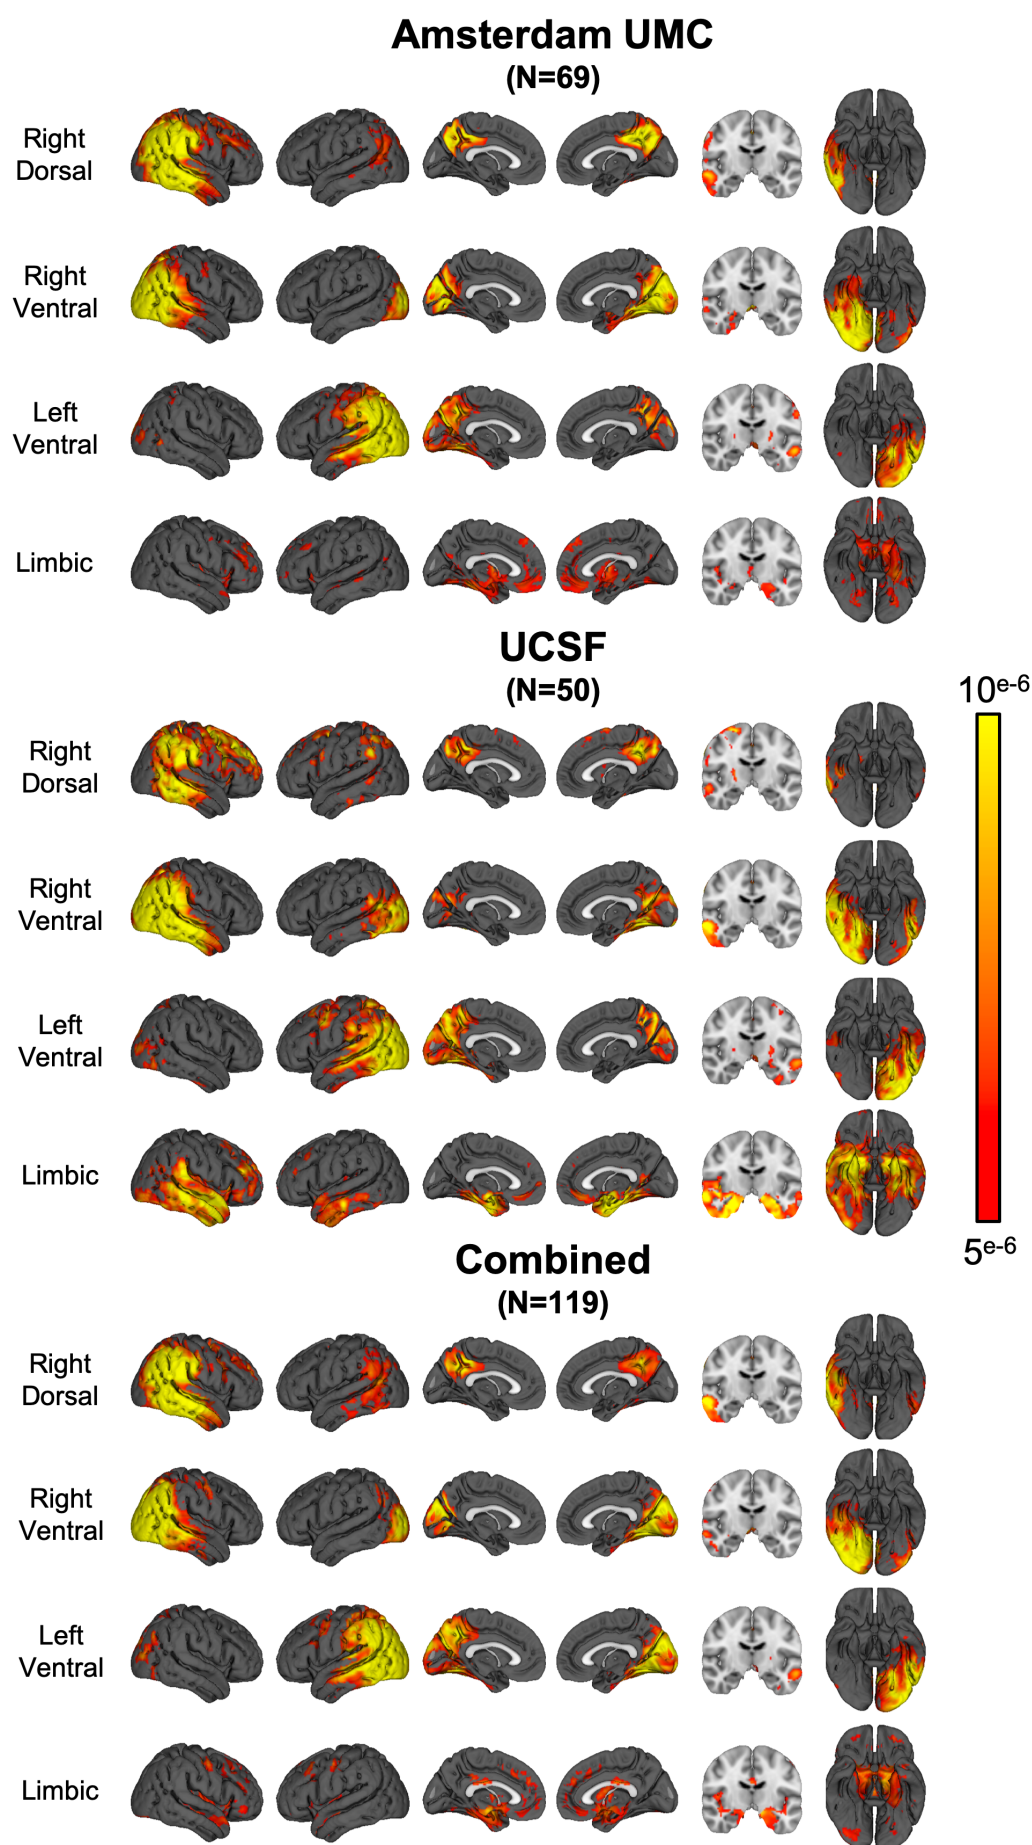 Amsterdam UMC
(N=69)
Right
Dorsal
Right
Ventral
Left
Ventral
Limbic
UCSF
(N=50)
10e-6
Right
Dorsal
Right
Ventral
Left
Ventral
Limbic
5e-6
Combined
(N=119)
Right
Dorsal
Right
Ventral
Left
Ventral
Limbic